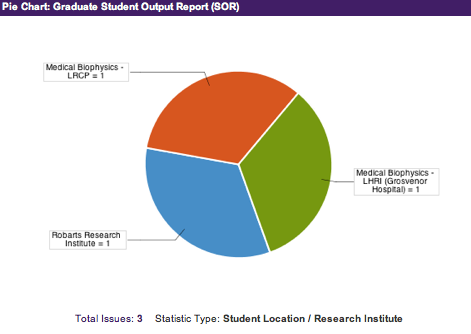 Pie Chart: Graduate Student Output Report (SOR)
Medical Biophysics -
LRCP = 1
Medical Biophysics -
LHRI (Grosvenor
Hospital) = 1
Robarts Research
Institute = 1
Total Issues: 3 Statistic Type: Student Location / Research Institute